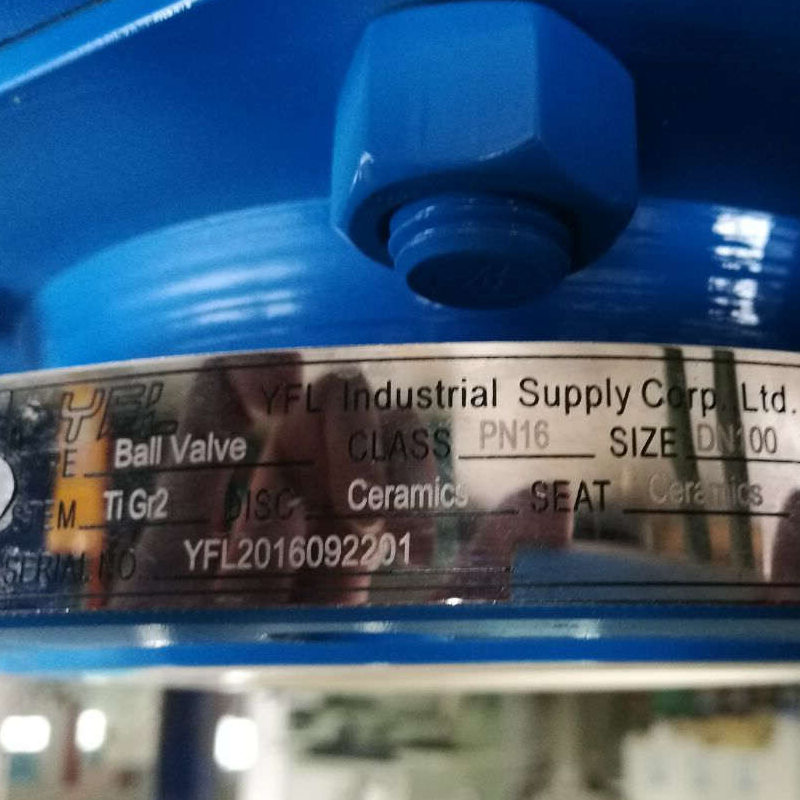 YFL YFL Industrial Supply Corp. Ltd.
E Ball Valve CLASS PN16 SIZE DN100
STEM Ti Gr2 DISC Ceramics SEAT Ceramics
SERIAL NO YFL2016092201